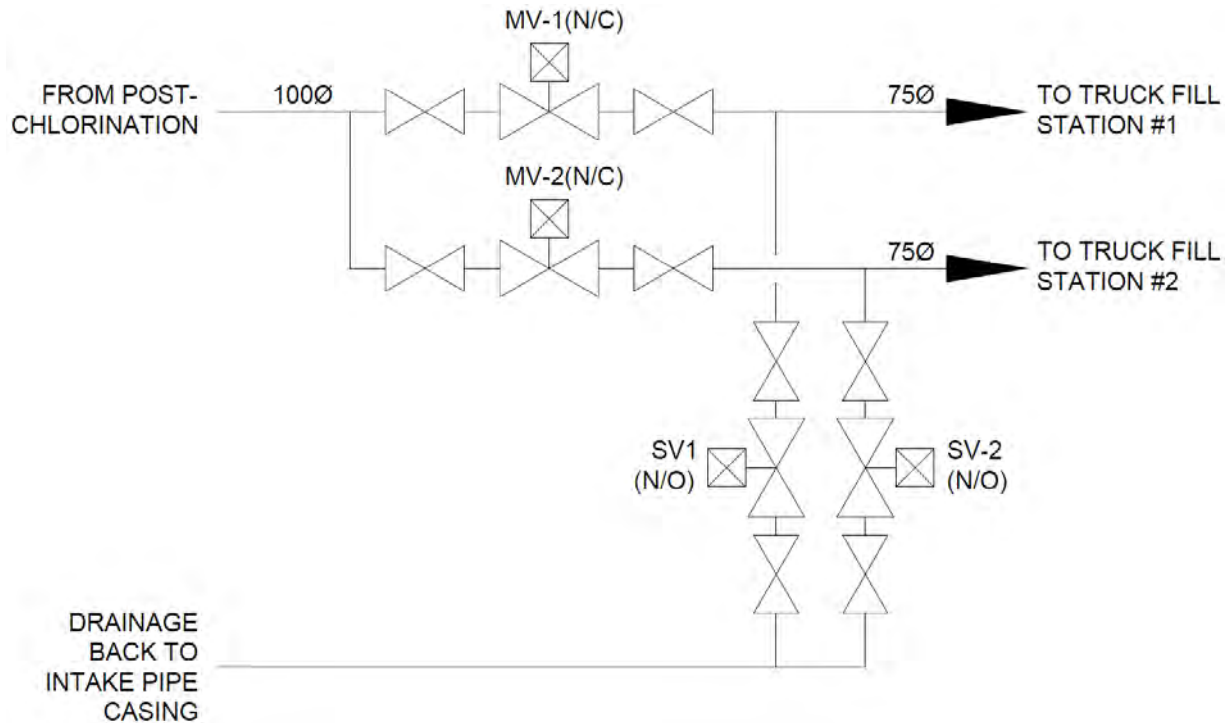 MV-1(N/C)
FROM POST-
CHLORINATION
100Ø
75Ø
TO TRUCK FILL
STATION #1
MV-2(N/C)
75Ø
TO TRUCK FILL
STATION #2
SV1
(N/O)
SV-2
(N/O)
DRAINAGE
BACK TO
INTAKE PIPE
CASING